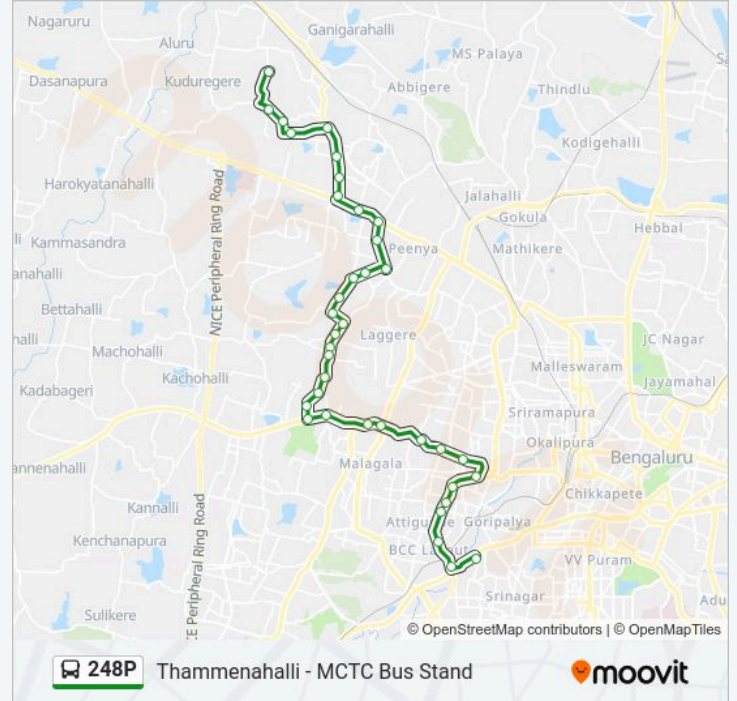 Nagaruru
Ganigarahalli
Aluru
MS Palaya
Dasanapura
Kuduregere
Abbigere
Thindlu
Kodigehalli
Harokyatanahalli
Jalahalli
Gokula
Hebbal
li
Kammasandra
Peenya
Mathikere
anahalli
NICE Peripheral Ring Road
Bettahalli
Laggere
JC Nagar
halli
Machohalli
Malleswaram
Kachohalli
Jayamahal
Kadabageri
Sriramapura
Okalipura
annenahalli
Malagala
Bengaluru
Chikkapete
Kannalli
Attiguppe
Goripalya
Kenchanapura
BCC Layout
VV Puram
CE Peripheral Ring Road
Srinagar
Adu
Sulikere
© OpenStreetMap contributors | © OpenMapTiles
248P Thammenahalli - MCTC Bus Stand
moovit